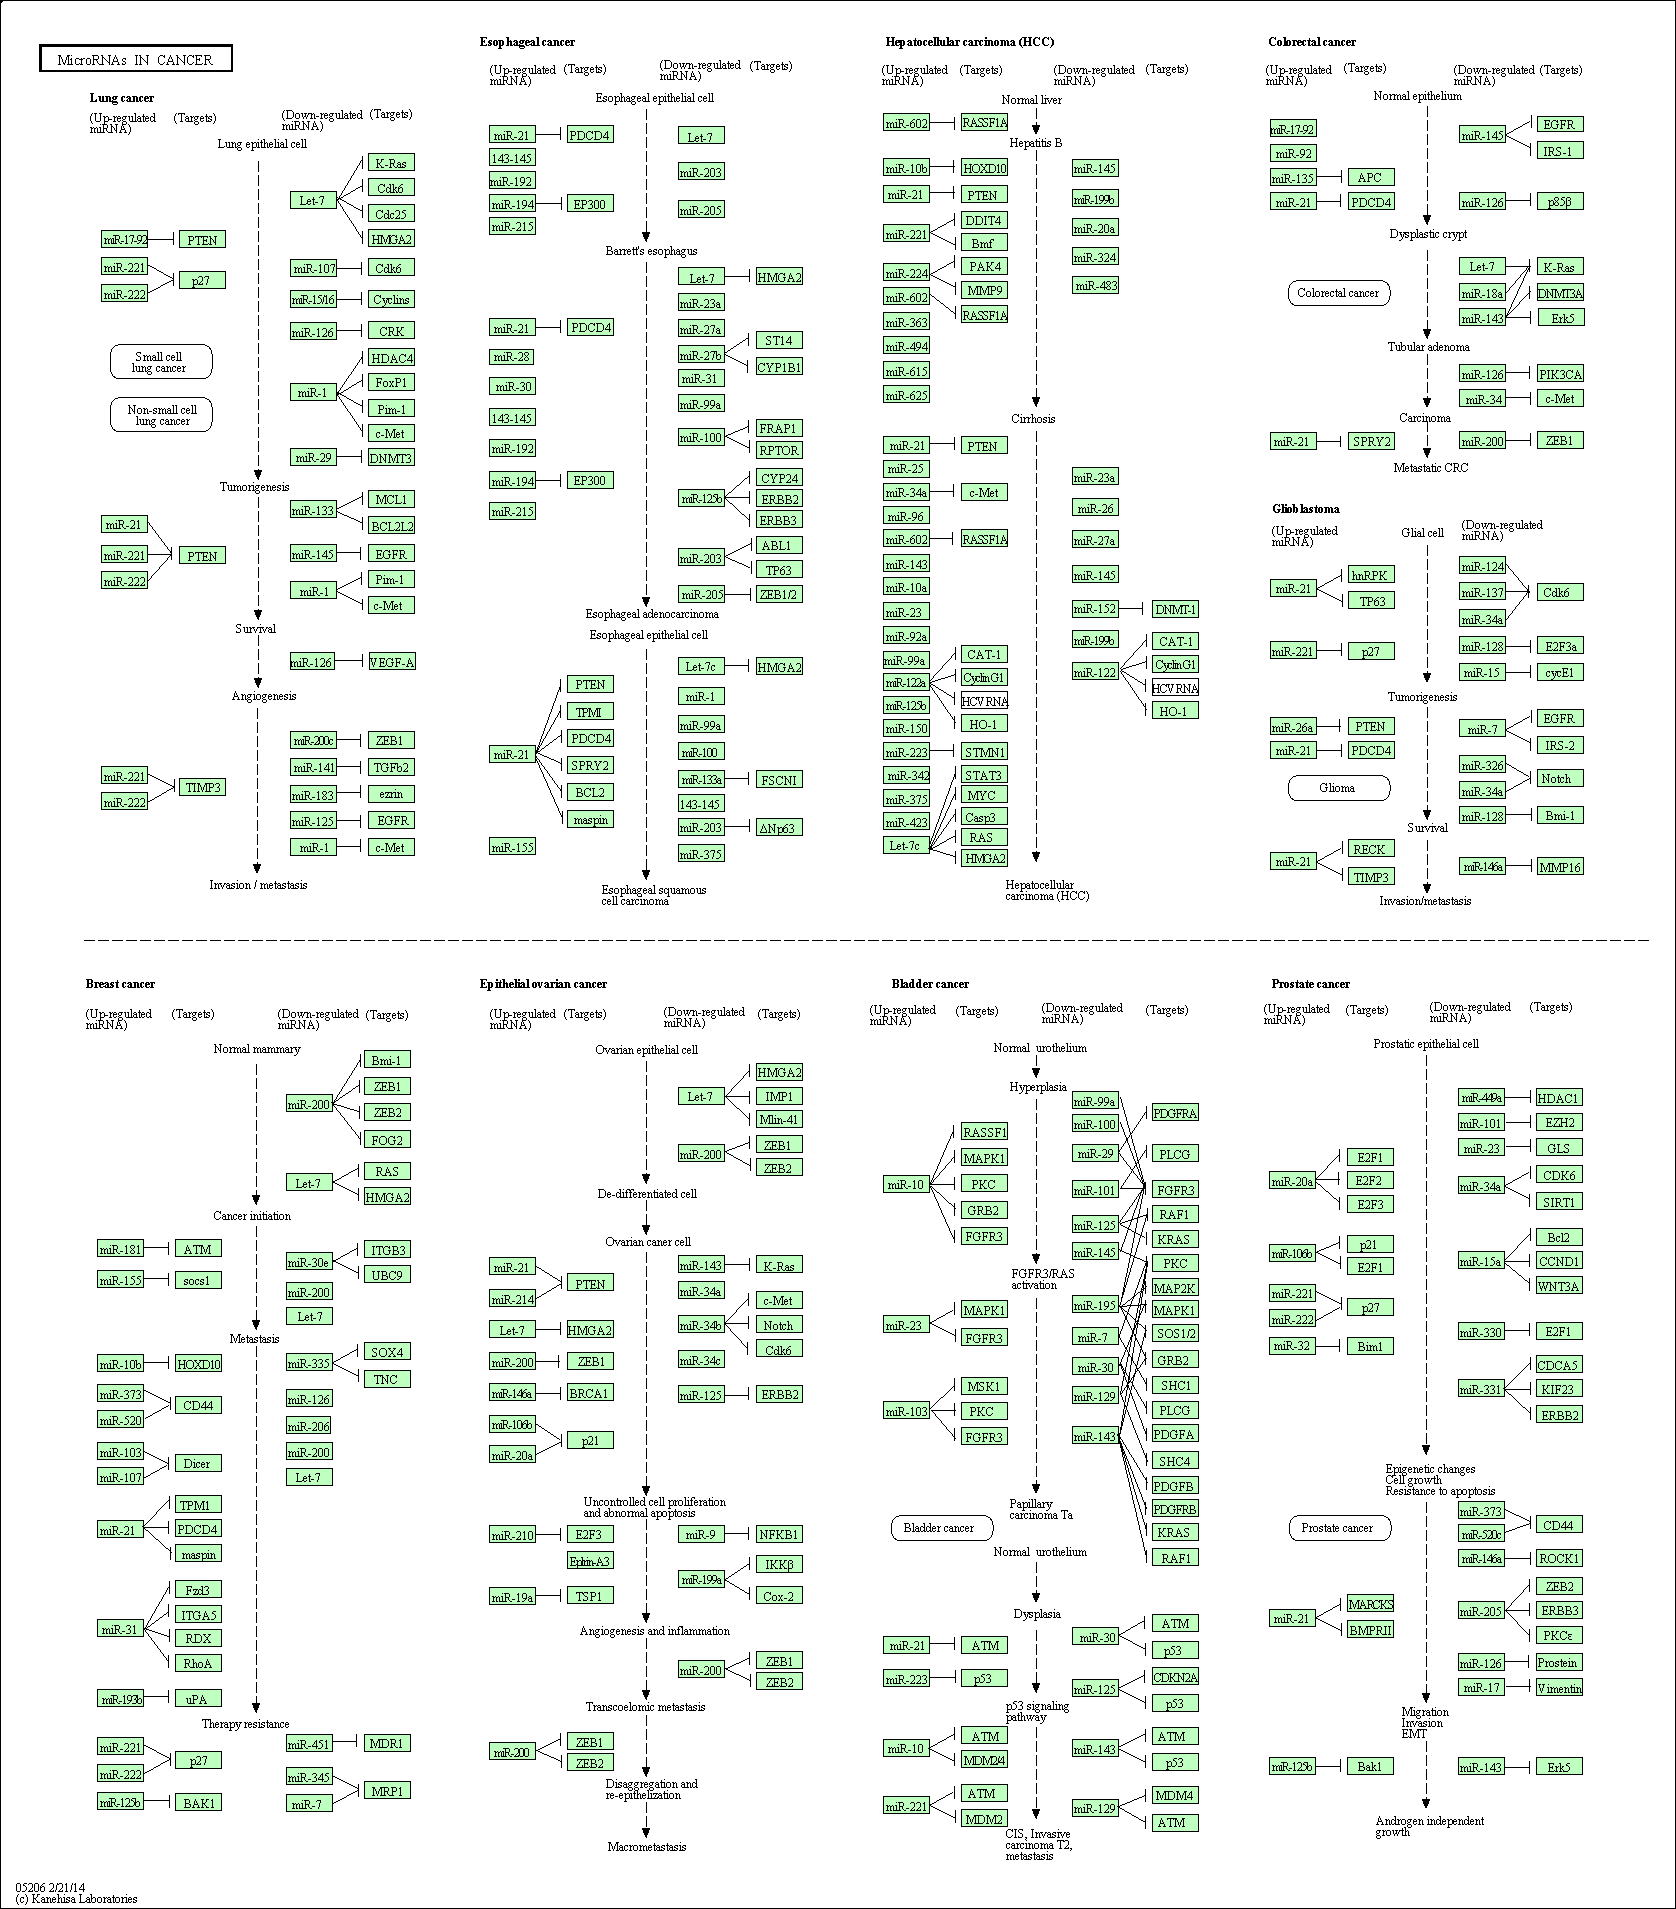 MicroRNAs IN CANCER
Lung cancer
(Up-regulated
miRNA)
(Targets)
(Down-regulated
miRNA)
(Targets)
Lung epithelial cell
Let-7
K-Ras
Cdk6
Cdc25
HMGA2
miR-17-92
PTEN
miR-221
miR-222
p27
miR-107
Cdk6
miR-15/16
Cyclins
miR-126
CRK
Small cell
lung cancer
Non-small cell
lung cancer
miR-1
HDAC4
FoxP1
Pim-1
c-Met
miR-29
DNMT3
Tumorigenesis
miR-21
miR-221
miR-222
PTEN
miR-133
MCL1
BCL2L2
miR-145
EGFR
miR-1
Pim-1
c-Met
Survival
miR-126
VEGF-A
Angiogenesis
miR-221
miR-222
TIMP3
miR-200c
ZEB1
miR-141
TGFb2
miR-183
ezrin
miR-125
EGFR
miR-1
c-Met
Invasion / metastasis
Esophageal cancer
(Up-regulated
miRNA)
(Targets)
(Down-regulated
miRNA)
(Targets)
Esophageal epithelial cell
miR-21
PDCD4
143-145
miR-192
miR-194
EP300
miR-215
Let-7
miR-203
miR-205
Barrett's esophagus
miR-21
PDCD4
miR-28
miR-30
143-145
miR-192
miR-194
EP300
miR-215
Let-7
HMGA2
miR-23a
miR-27a
miR-27b
ST14
CYP1B1
miR-31
miR-99a
miR-100
FRAP1
RPTOR
miR-125b
CYP24
ERBB2
ERBB3
miR-203
ABL1
TP63
miR-205
ZEB1/2
Esophageal adenocarcinoma
Esophageal epithelial cell
miR-21
PTEN
TPM1
PDCD4
SPRY2
BCL2
maspin
miR-155
Let-7c
HMGA2
miR-1
miR-99a
miR-100
miR-133a
FSCN1
143-145
miR-203
ΔNp63
miR-375
Esophageal squamous
cell carcinoma
Hepatocellular carcinoma (HCC)
(Up-regulated
miRNA)
(Targets)
(Down-regulated
miRNA)
(Targets)
Normal liver
miR-602
RASSF1A
Hepatitis B
miR-10b
HOXD10
miR-21
PTEN
miR-221
DDIT4
Bmf
miR-224
PAK4
MMP9
miR-602
RASSF1A
miR-363
miR-494
miR-615
miR-625
miR-145
miR-199b
miR-20a
miR-324
miR-483
Cirrhosis
miR-21
PTEN
miR-25
miR-34a
c-Met
miR-96
miR-602
RASSF1A
miR-143
miR-10a
miR-23
miR-92a
miR-99a
miR-122a
CAT-1
CyclinG1
HCV RNA
HO-1
miR-125b
miR-150
miR-223
STMN1
miR-342
miR-375
miR-423
Let-7c
STAT3
MYC
Casp3
RAS
HMGA2
miR-23a
miR-26
miR-27a
miR-145
miR-152
DNMT-1
miR-199b
miR-122
CAT-1
CyclinG1
HCV RNA
HO-1
Hepatocellular
carcinoma (HCC)
Colorectal cancer
(Up-regulated
miRNA)
(Targets)
(Down-regulated
miRNA)
(Targets)
Normal epithelium
miR-17-92
miR-92
miR-135
APC
miR-21
PDCD4
miR-145
EGFR
IRS-1
miR-126
p85β
Dysplastic crypt
Colorectal cancer
Let-7
miR-18a
miR-143
K-Ras
DNMT3A
Erk5
Tubular adenoma
miR-126
PIK3CA
miR-34
c-Met
Carcinoma
miR-21
SPRY2
miR-200
ZEB1
Metastatic CRC
Glioblastoma
(Up-regulated
miRNA)
Glial cell
(Down-regulated
miRNA)
miR-21
hnRPK
TP63
miR-221
p27
miR-124
miR-137
miR-34a
Cdk6
miR-128
E2F3a
miR-15
cycE1
Tumorigenesis
miR-26a
PTEN
miR-21
PDCD4
Glioma
miR-7
EGFR
IRS-2
miR-326
miR-34a
Notch
miR-128
Bmi-1
Survival
miR-21
RECK
TIMP3
miR-146a
MMP16
Invasion/metastasis
Breast cancer
(Up-regulated
miRNA)
(Targets)
(Down-regulated
miRNA)
(Targets)
Normal mammary
miR-200
Bmi-1
ZEB1
ZEB2
FOG2
Let-7
RAS
HMGA2
Cancer initiation
miR-181
ATM
miR-155
socs1
miR-30e
ITGB3
UBC9
miR-200
Let-7
Metastasis
miR-10b
HOXD10
miR-373
miR-520
CD44
miR-103
miR-107
Dicer
miR-21
TPM1
PDCD4
maspin
miR-31
Fzd3
ITGA5
RDX
RhoA
miR-193b
uPA
miR-335
SOX4
TNC
miR-126
miR-206
miR-200
Let-7
Therapy resistance
miR-221
miR-222
p27
miR-125b
BAK1
miR-451
MDR1
miR-345
miR-7
MRP1
Epithelial ovarian cancer
(Up-regulated
miRNA)
(Targets)
(Down-regulated
miRNA)
(Targets)
Ovarian epithelial cell
Let-7
HMGA2
IMP1
Mlin-41
miR-200
ZEB1
ZEB2
De-differentiated cell
Ovarian caner cell
miR-21
miR-214
PTEN
Let-7
HMGA2
miR-200
ZEB1
miR-146a
BRCA1
miR-106b
miR-20a
p21
miR-143
K-Ras
miR-34a
miR-34b
c-Met
Notch
Cdk6
miR-34c
miR-125
ERBB2
Uncontrolled cell proliferation
and abnormal apoptosis
miR-210
E2F3
Ephrin-A3
miR-19a
TSP1
miR-9
NFKB1
miR-199a
IKKβ
Cox-2
Angiogenesis and inflammation
miR-200
ZEB1
ZEB2
Transcoelomic metastasis
miR-200
ZEB1
ZEB2
Disaggregation and
re-epithelization
Macrometastasis
Bladder cancer
(Up-regulated
miRNA)
(Targets)
(Down-regulated
miRNA)
(Targets)
Normal urothelium
Hyperplasia
miR-10
RASSF1
MAPK1
PKC
GRB2
FGFR3
FGFR3/RAS
activation
miR-23
MAPK1
FGFR3
miR-103
MSK1
PKC
FGFR3
miR-99a
miR-100
miR-29
miR-101
miR-125
miR-145
miR-195
miR-7
miR-30
miR-129
miR-143
PDGFRA
PLCG
FGFR3
RAF1
KRAS
PKC
MAP2K
MAPK1
SOS1/2
GRB2
SHC1
PLCG
PDGFA
SHC4
PDGFB
PDGFRB
KRAS
RAF1
Papillary
carcinoma Ta
Bladder cancer
Normal urothelium
Dysplasia
miR-21
ATM
miR-223
p53
miR-30
ATM
p53
miR-125
CDKN2A
p53
p53 signaling
pathway
miR-10
ATM
MDM2/4
miR-221
ATM
MDM2
miR-143
ATM
p53
miR-129
MDM4
ATM
CIS, Invasive
carcinoma T2,
metastasis
Prostate cancer
(Up-regulated
miRNA)
(Targets)
(Down-regulated
miRNA)
(Targets)
Prostatic epithelial cell
miR-20a
E2F1
E2F2
E2F3
miR-106b
p21
E2F1
miR-221
miR-222
p27
miR-32
Bim1
miR-449a
HDAC1
miR-101
EZH2
miR-23
GLS
miR-34a
CDK6
SIRT1
miR-15a
Bcl2
CCND1
WNT3A
miR-330
E2F1
miR-331
CDCA5
KIF23
ERBB2
Epigenetic changes
Cell growth
Resistance to apoptosis
Prostate cancer
miR-21
MARCKS
BMPRII
miR-373
miR-520c
CD44
miR-146a
ROCK1
miR-205
ZEB2
ERBB3
PKCε
miR-126
Prostein
miR-17
Vimentin
Migration
Invasion
EMT
miR-125b
Bak1
miR-143
Erk5
Androgen independent
growth
05206 2/21/14
(c) Kanehisa Laboratories